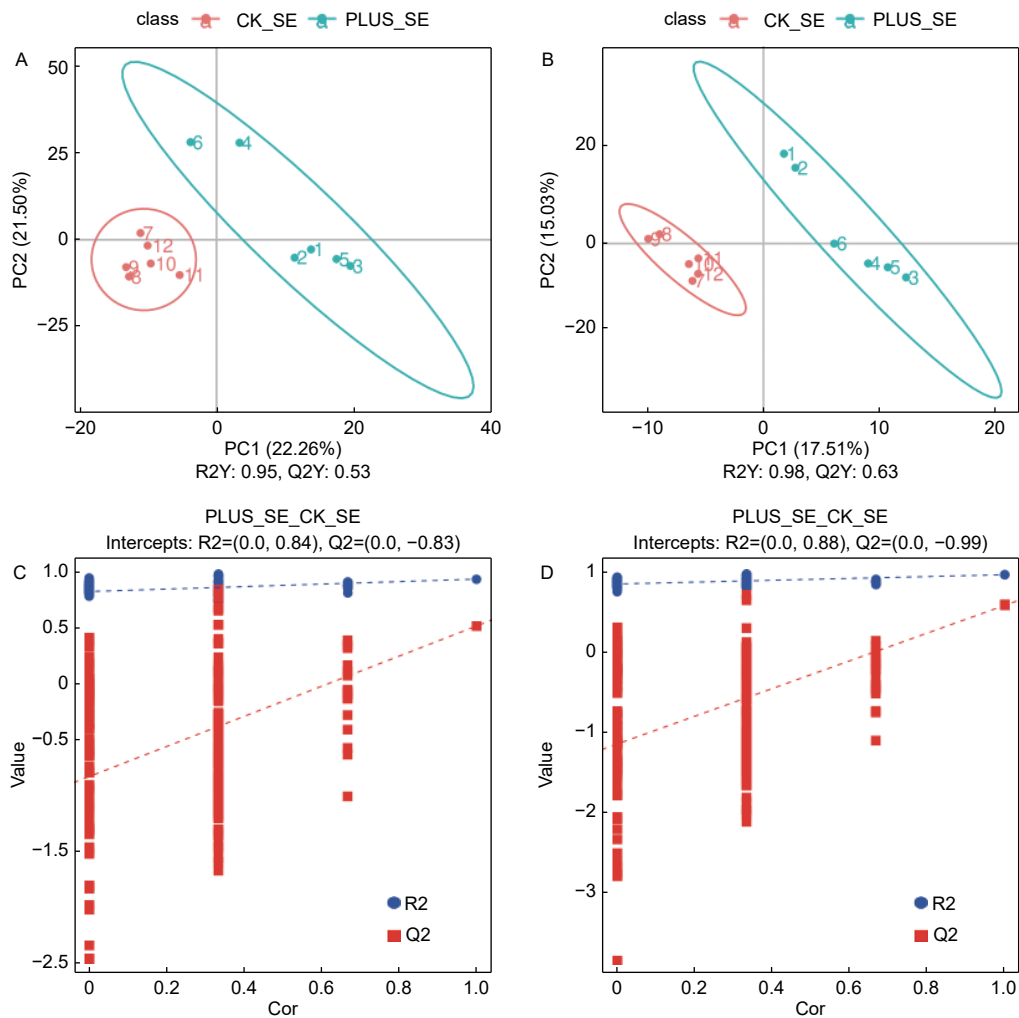 class CK_SE PLUS_SE
A
50
25
0
−25
PC2 (21.50%)
6
4
7
12
10
9
8
11
2
1
5
3
−20 0 20 40
PC1 (22.26%)
R2Y: 0.95, Q2Y: 0.53
class CK_SE PLUS_SE
B
20
0
−20
PC2 (15.03%)
1
2
6
4
5
3
9
8
11
10
12
7
−10 0 10 20
PC1 (17.51%)
R2Y: 0.98, Q2Y: 0.63
PLUS_SE_CK_SE
Intercepts: R2=(0.0, 0.84), Q2=(0.0, −0.83)
C
1.0
0.5
0
−0.5
−1.5
−2.5
Value
R2
Q2
0 0.2 0.4 0.6 0.8 1.0
Cor
PLUS_SE_CK_SE
Intercepts: R2=(0.0, 0.88), Q2=(0.0, −0.99)
D
1
0
−1
−2
−3
Value
R2
Q2
0 0.2 0.4 0.6 0.8 1.0
Cor